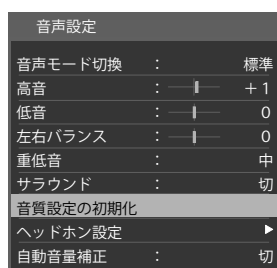 音声設定
音声モード切換 : 標準
高音 : +1
低音 : 0
左右バランス : 0
重低音 : 中
サラウンド : 切
音質設定の初期化
ヘッドホン設定
自動音量補正 : 切